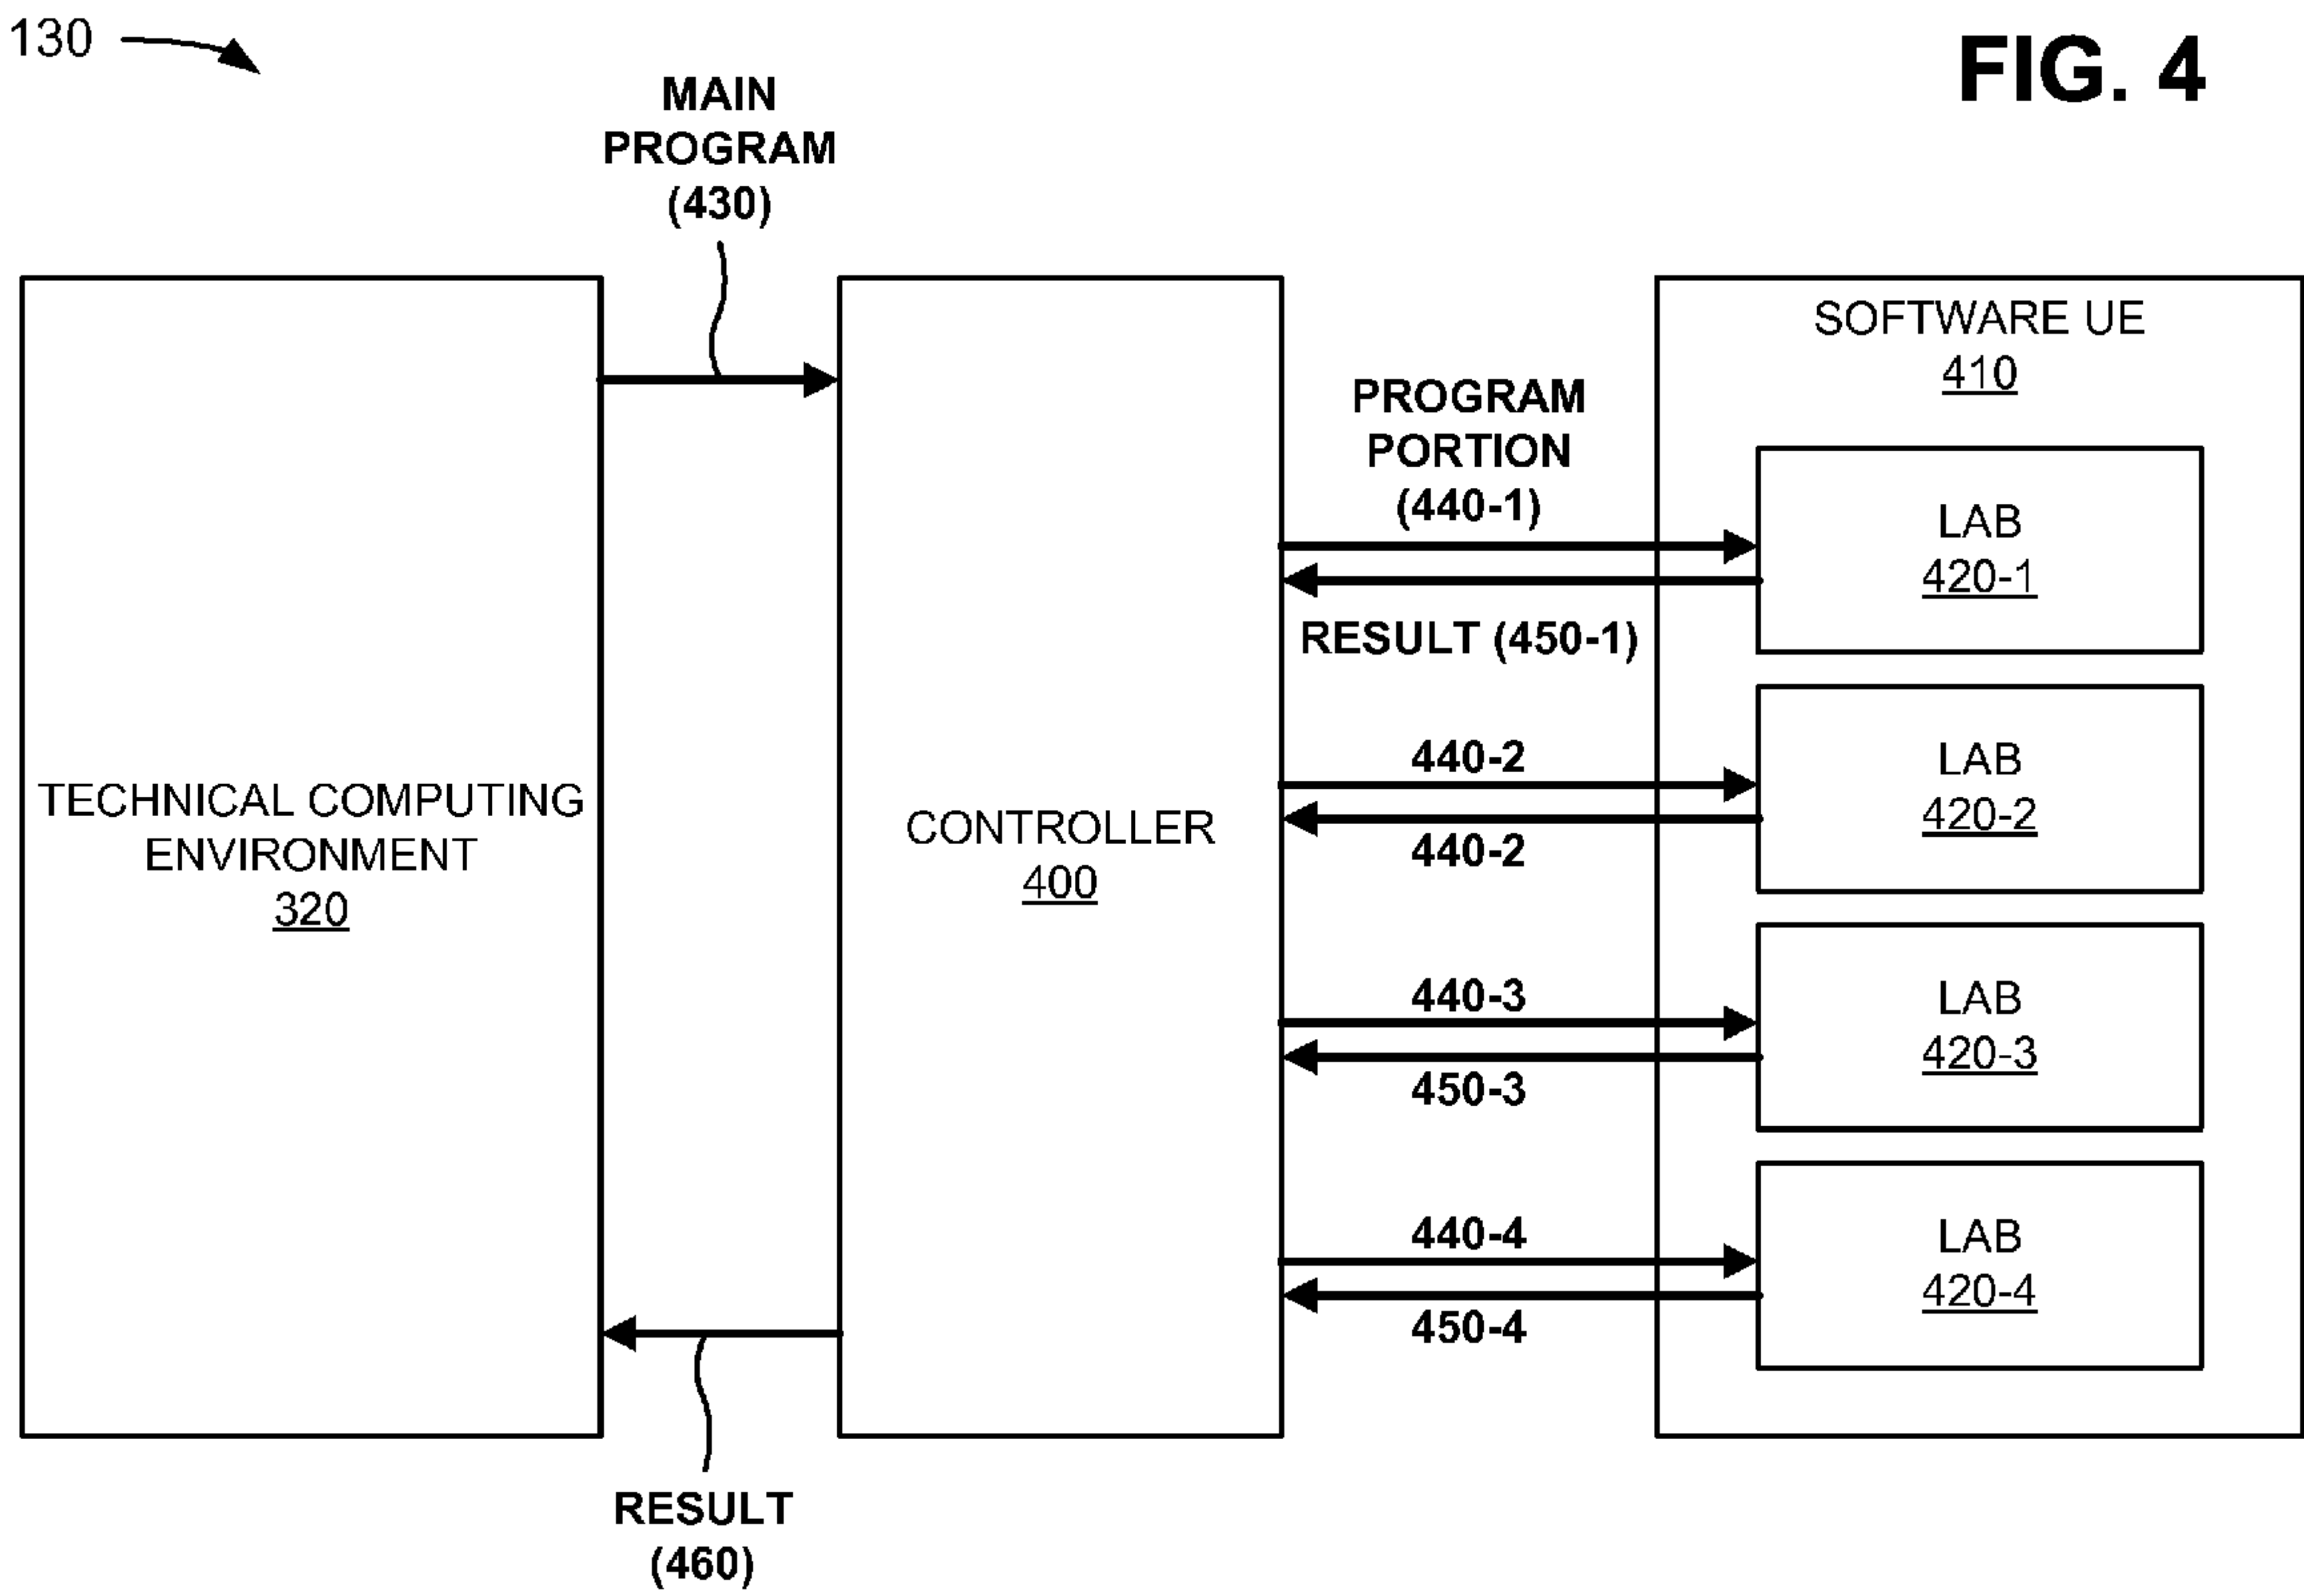 130
FIG. 4
MAIN
PROGRAM
(430)
TECHNICAL COMPUTING
ENVIRONMENT
320
CONTROLLER
400
SOFTWARE UE
410
PROGRAM
PORTION
(440-1)
RESULT (450-1)
LAB
420-1
440-2
440-2
LAB
420-2
440-3
450-3
LAB
420-3
440-4
450-4
LAB
420-4
RESULT
(460)